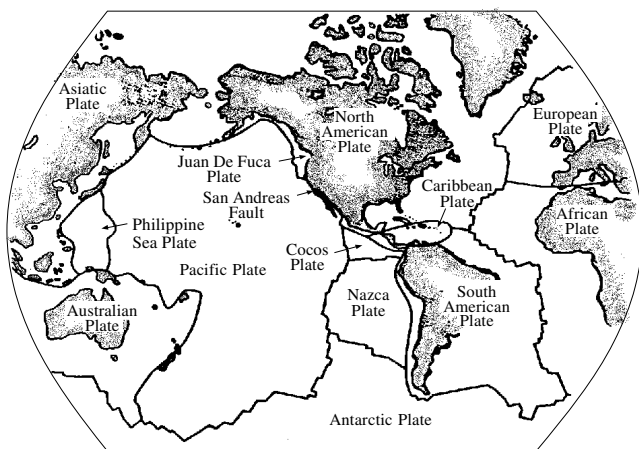 Asiatic
Plate
North
American
Plate
European
Plate
Juan De Fuca
Plate
San Andreas
Fault
Caribbean
Plate
African
Plate
Philippine
Sea Plate
Cocos
Plate
Pacific Plate
Australian
Plate
Nazca
Plate
South
American
Plate
Antarctic Plate